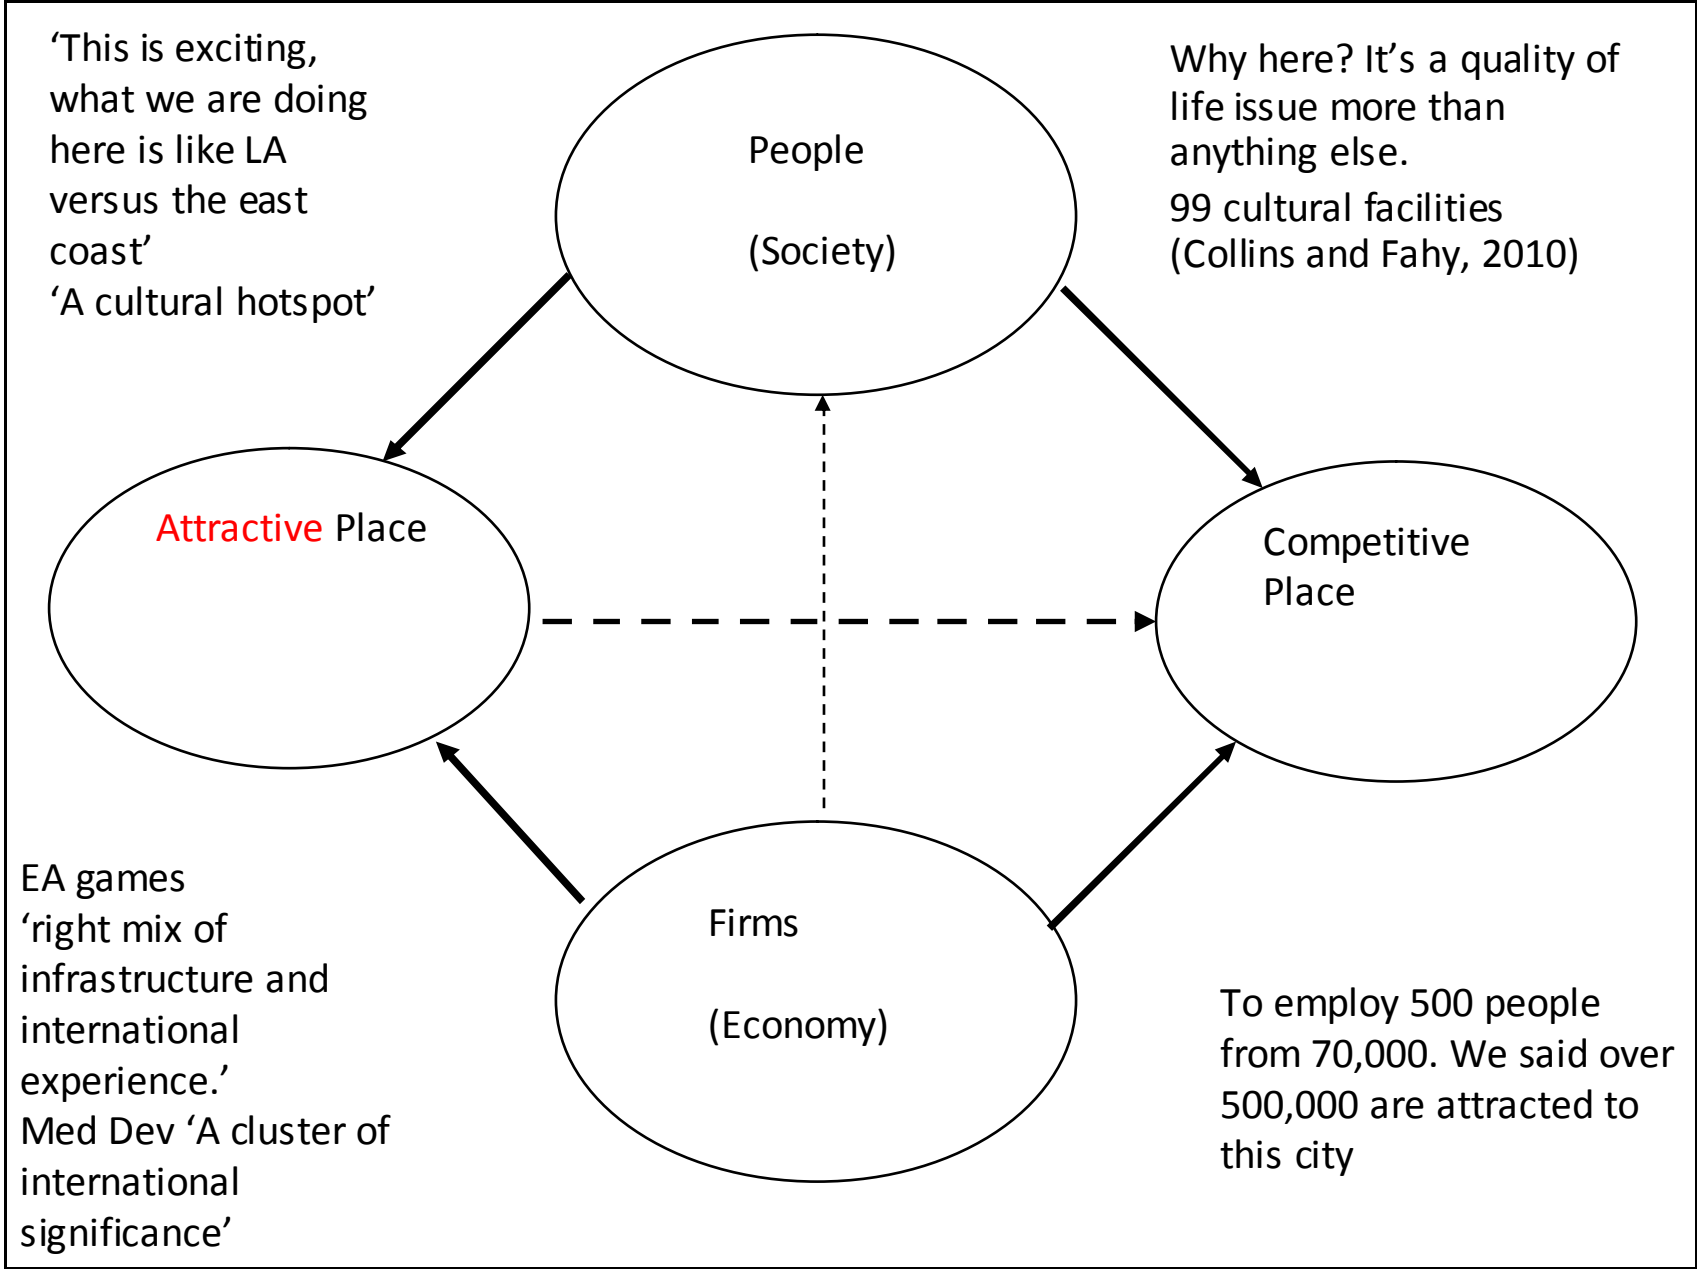 ‘This is exciting,
what we are doing
here is like LA
versus the east
coast’
‘A cultural hotspot’
People
(Society)
Why here? It’s a quality of
life issue more than
anything else.
99 cultural facilities
(Collins and Fahy, 2010)
Attractive Place
Competitive
Place
EA games
‘right mix of
infrastructure and
international
experience.’
Med Dev ‘A cluster of
international
significance’
Firms
(Economy)
To employ 500 people
from 70,000. We said over
500,000 are attracted to
this city